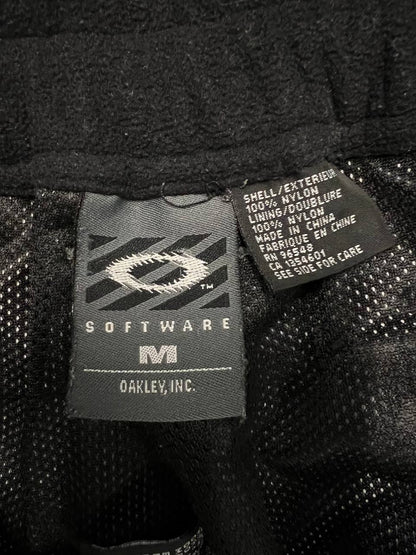 TM
SOFTWARE
M
OAKLEY, INC.
SHELL/EXTERIEUR
100% NYLON
LINING/DOUBLURE
100% NYLON
MADE IN CHINA
FABRIQUE EN CHINE
RN 96548
CA 1354601
SEE SIDE FOR CARE